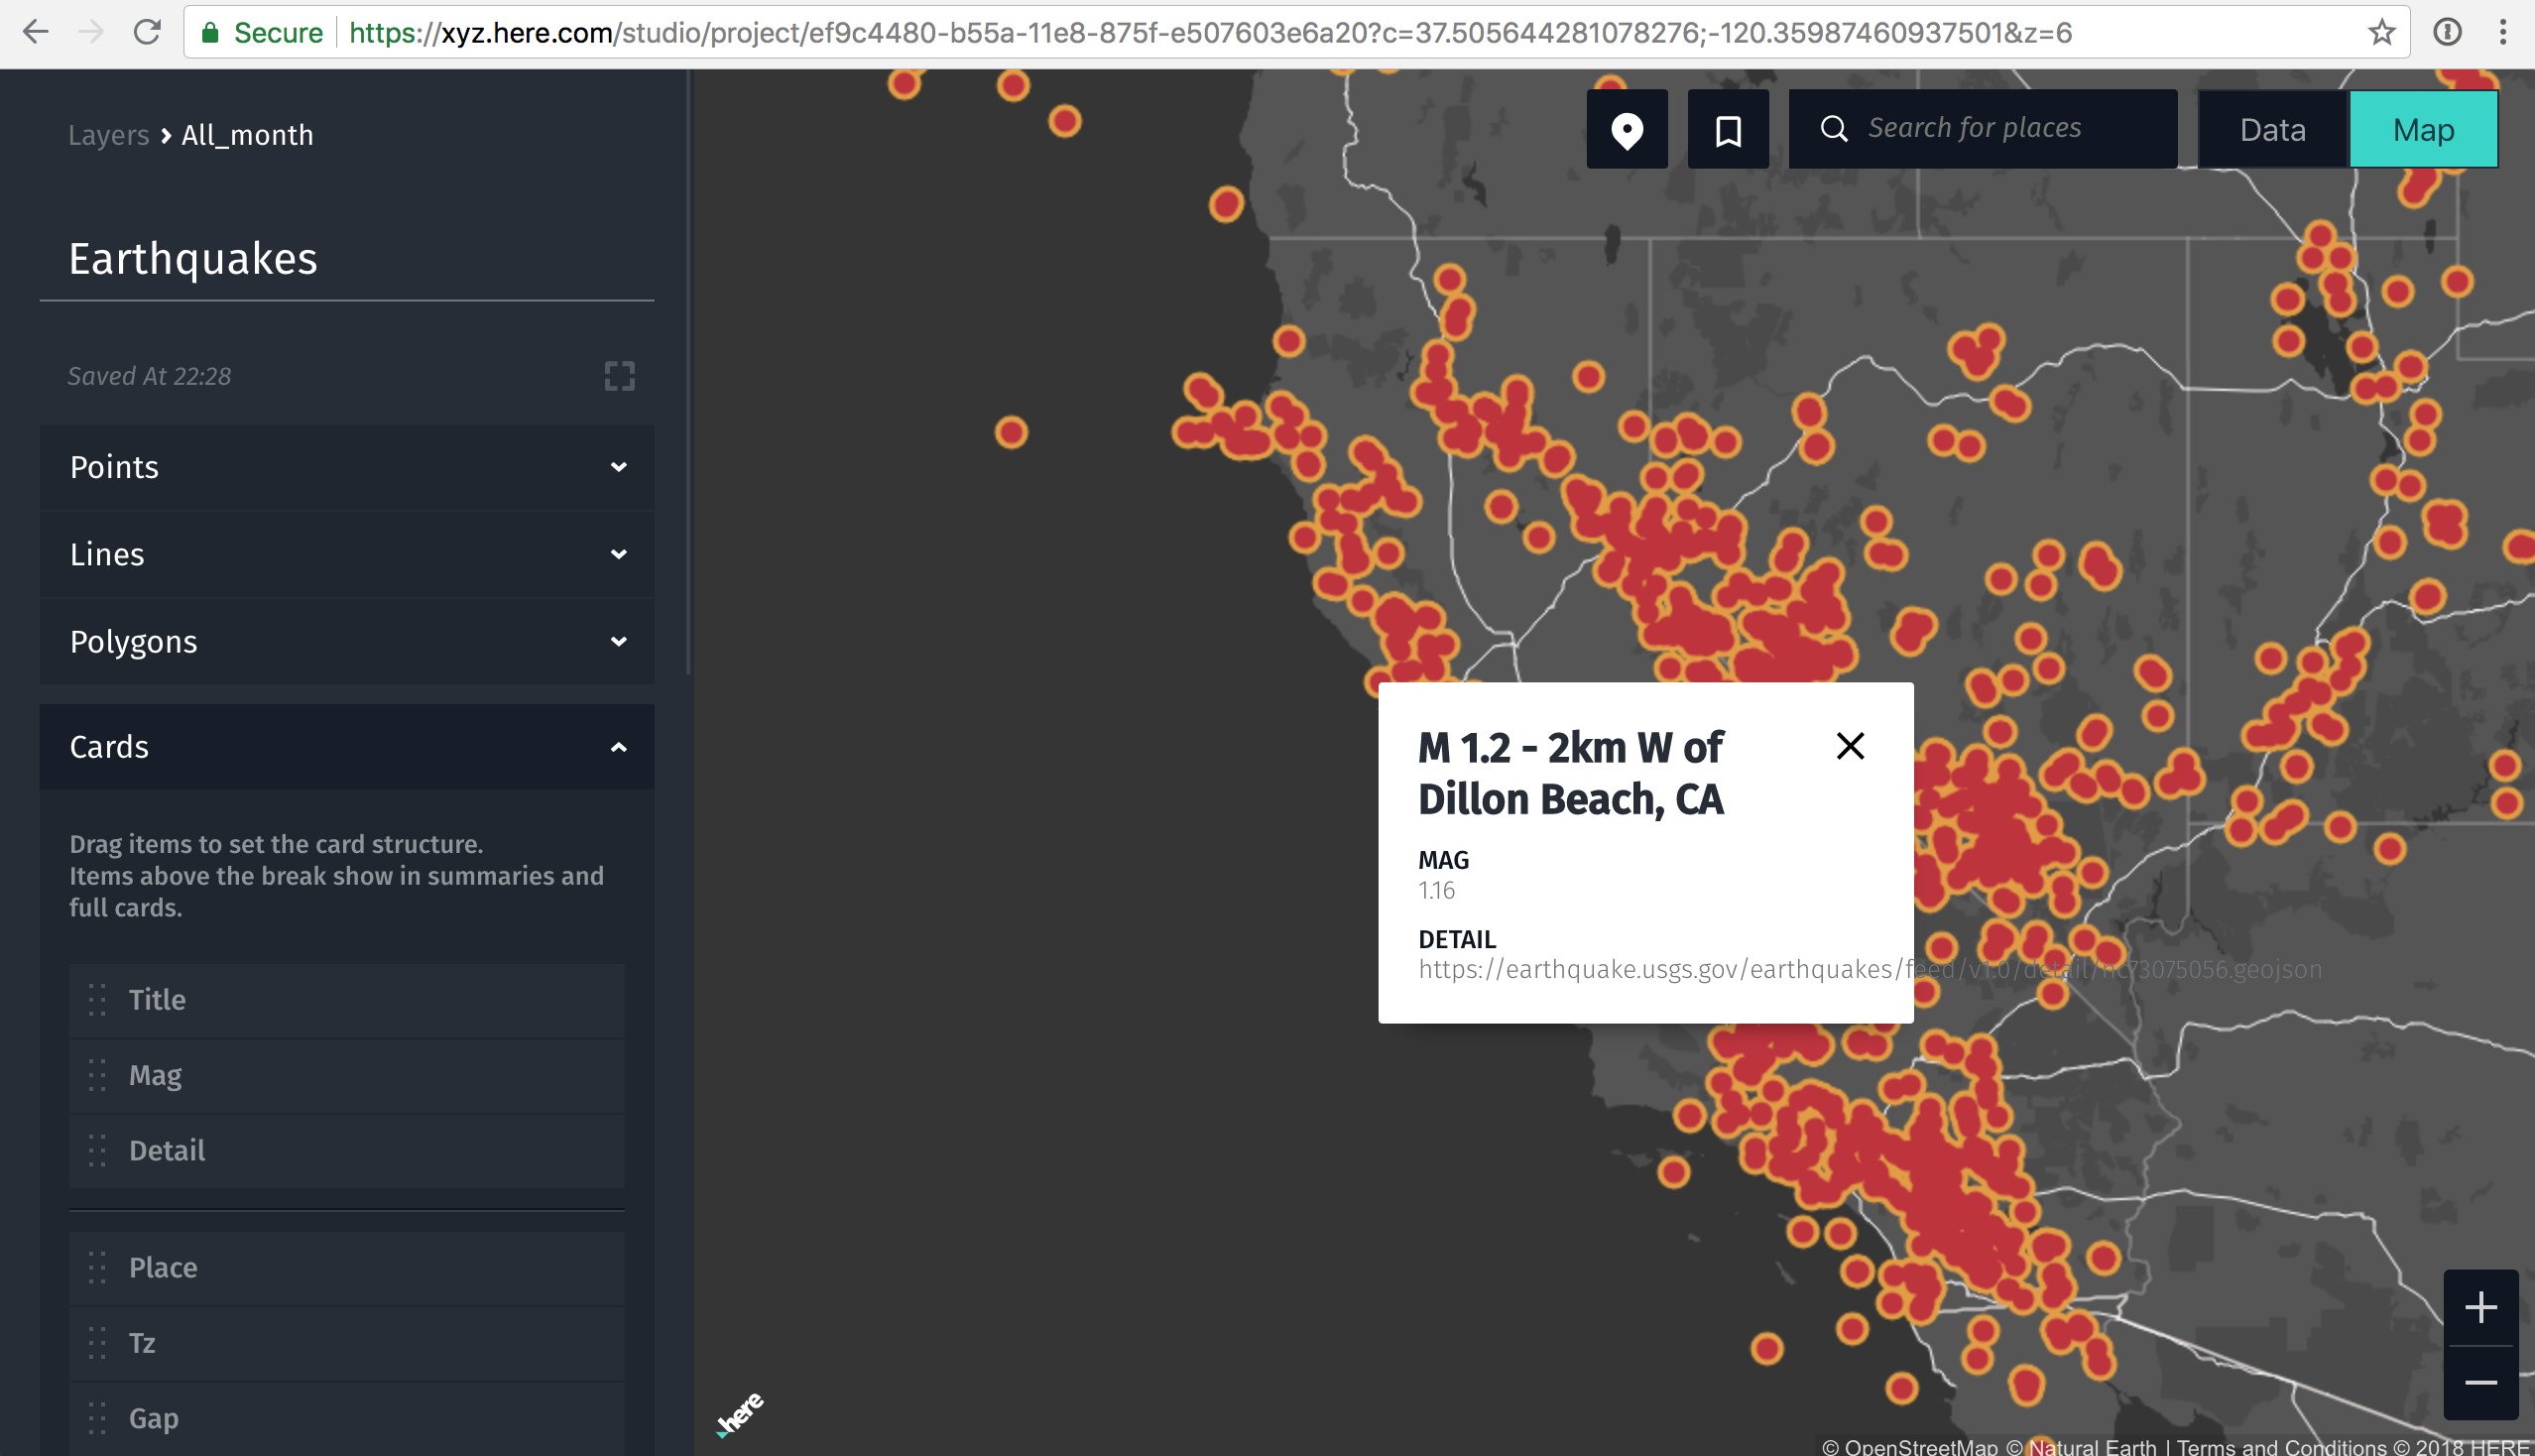 Secure https://xyz.here.com/studio/project/ef9c4480-b55a-11e8-875f-e507603e6a20?c=37.505644281078276;-120.35987460937501&z=6
Layers › All_month
Search for places
Data
Map
Earthquakes
Saved At 22:28
Points
Lines
Polygons
Cards
Drag items to set the card structure.
Items above the break show in summaries and
full cards.
Title
Mag
Detail
Place
Tz
Gap
M 1.2 - 2km W of
Dillon Beach, CA
MAG
1.16
DETAIL
https://earthquake.usgs.gov/earthquakes/feed/v1.0/detail/nc73075056.geojson
here
© OpenStreetMap © Natural Earth | Terms and Conditions © 2018 HERE